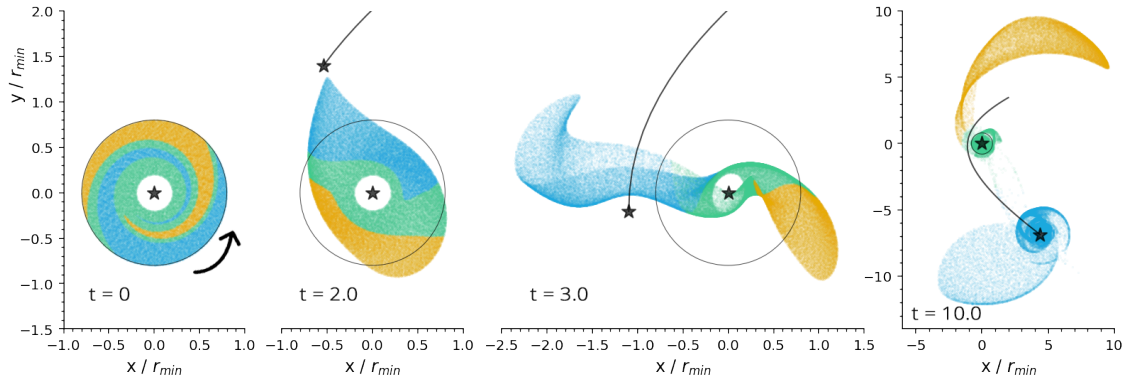 y / r_min
2.0
1.5
1.0
0.5
0.0
−0.5
−1.0
−1.5
t = 0
−1.0 −0.5 0.0 0.5 1.0
x / r_min
t = 2.0
−1.0 −0.5 0.0 0.5 1.0
x / r_min
t = 3.0
−2.5 −2.0 −1.5 −1.0 −0.5 0.0 0.5 1.0 1.5
x / r_min
10
5
0
−5
−10
t = 10.0
−5 0 5 10
x / r_min